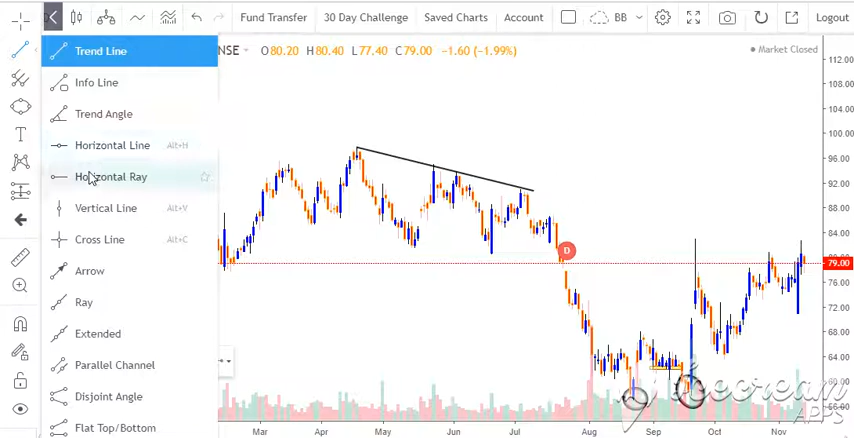 Fund Transfer 30 Day Challenge Saved Charts Account BB Logout
NSE O80.20 H80.40 L77.40 C79.00 −1.60 (−1.99%)
Market Closed
Trend Line
Info Line
Trend Angle
Horizontal Line Alt+H
Horizontal Ray
Vertical Line Alt+V
Cross Line Alt+C
Arrow
Ray
Extended
Parallel Channel
Disjoint Angle
Flat Top/Bottom
D
112.00
108.00
104.00
100.00
96.00
92.00
88.00
84.00
79.00
76.00
72.00
68.00
64.00
60.00
56.00
icecream
APPS
Mar Apr May Jun Jul Aug Sep Oct Nov